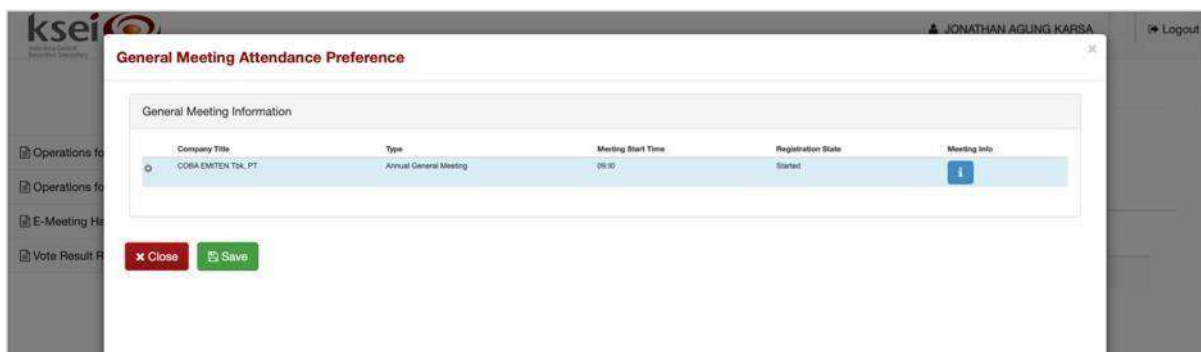 ksei
JONATHAN AGUNG KARSA
Logout
General Meeting Attendance Preference
×
General Meeting Information
Company Title Type Meeting Start Time Registration State Meeting Info
COBA EMITEN Tbk, PT Annual General Meeting 09:10 Started i
Operations fo
Operations fo
E-Meeting Ha
Vote Result R
× Close Save